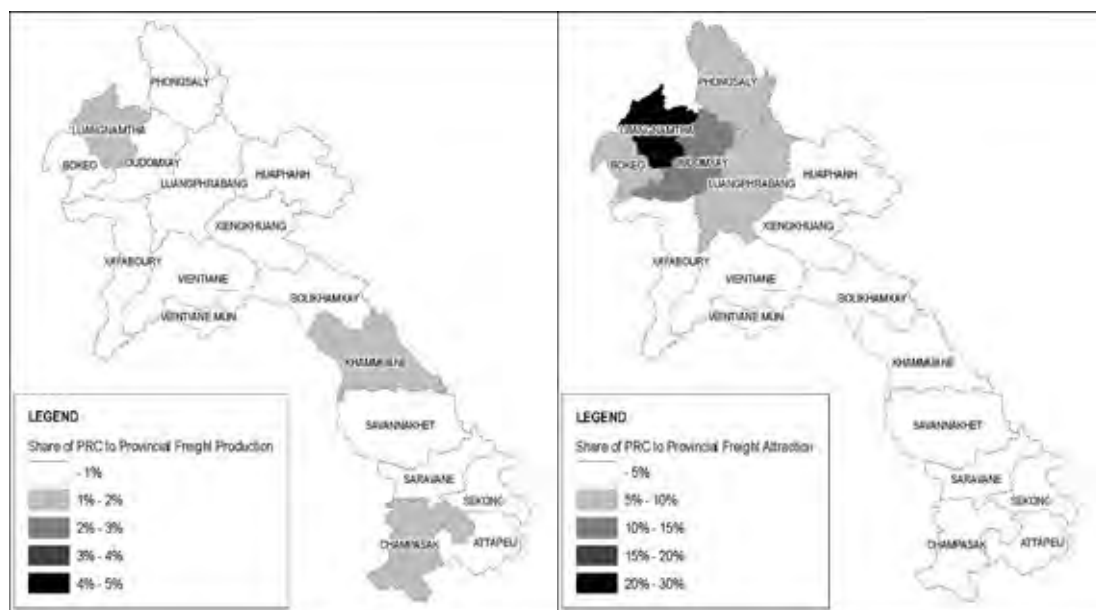 PHONGSALY
LUANGNAMTHA
BOKEO
OUDOMXAY
LUANGPHRABANG
HUAPHANH
XIENGKHUANG
XAYABOURY
VIENTIANE
BOLIKHAMXAY
VIENTIANE MUN
KHAMMUANE
SAVANNAKHET
SARAVANE
SEKONG
CHAMPASAK
ATTAPEU
LEGEND
Share of PRC to Provincial Freight Production
- 1%
1% - 2%
2% - 3%
3% - 4%
4% - 5%
PHONGSALY
LUANGNAMTHA
BOKEO
OUDOMXAY
LUANGPHRABANG
HUAPHANH
XIENGKHUANG
XAYABOURY
VIENTIANE
BOLIKHAMXAY
VIENTIANE MUN
KHAMMUANE
SAVANNAKHET
SARAVANE
SEKONG
CHAMPASAK
ATTAPEU
LEGEND
Share of PRC to Provincial Freight Attraction
- 5%
5% - 10%
10% - 15%
15% - 20%
20% - 30%